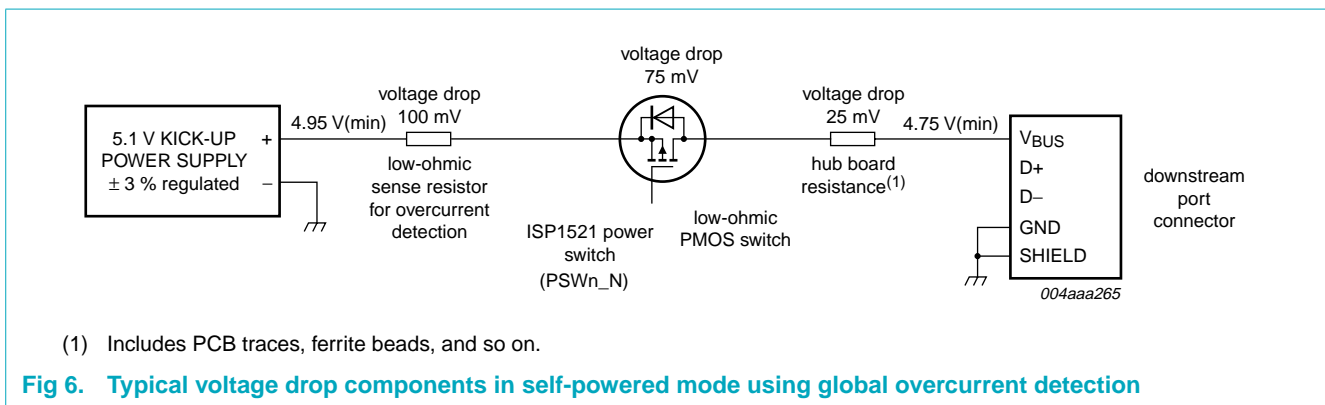 voltage drop
75 mV
voltage drop
100 mV
voltage drop
25 mV
4.95 V(min)
4.75 V(min)
5.1 V KICK-UP
POWER SUPPLY
± 3 % regulated
+
−
low-ohmic
sense resistor
for overcurrent
detection
ISP1521 power
switch
(PSWn_N)
low-ohmic
PMOS switch
hub board
resistance(1)
VBUS
D+
D−
GND
SHIELD
downstream
port
connector
004aaa265
(1) Includes PCB traces, ferrite beads, and so on.
Fig 6. Typical voltage drop components in self-powered mode using global overcurrent detection